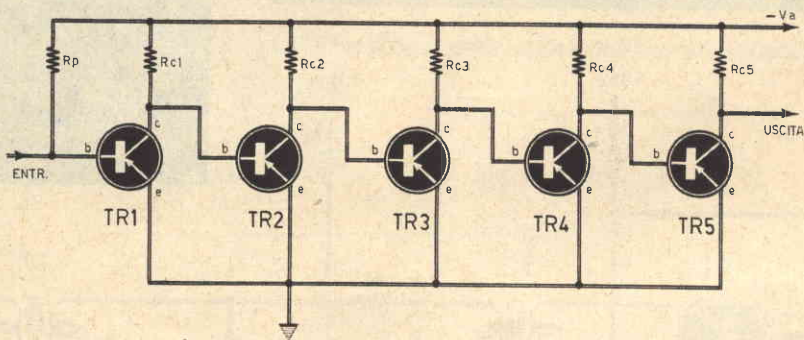 − Va
Rp
Rc1
Rc2
Rc3
Rc4
Rc5
c
c
c
c
c
USCITA
b
b
b
b
b
ENTR.
e
e
e
e
e
TR1
TR2
TR3
TR4
TR5